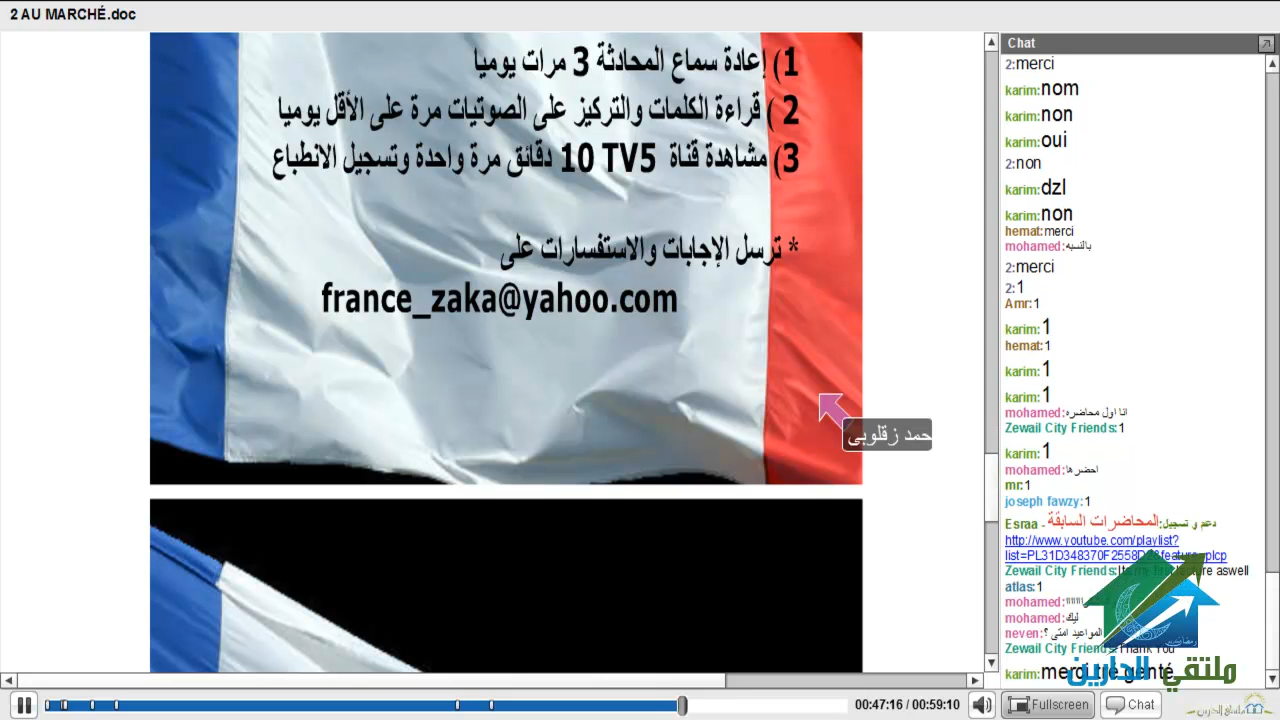 2 AU MARCHÉ.doc
1) إعادة سماع المحادثة 3 مرات يوميا
2 ) قراءة الكلمات والتركيز على الصوتيات مرة على الأقل يوميا
3) مشاهدة قناة TV5 10 دقائق مرة واحدة وتسجيل الانطباع
* ترسل الإجابات والاستفسارات على
france_zaka@yahoo.com
حمد زقلوبى
Chat
2:merci
karim:nom
karim:non
karim:oui
2:non
karim:dzl
karim:non
hemat:merci
mohamed:بالنسبه
2:merci
2:1
Amr:1
karim:1
hemat:1
karim:1
karim:1
mohamed:انا اول محاضره
Zewail City Friends:1
karim:1
mohamed:احضرها
mr:1
joseph fawzy:1
Esraa - دعم و تسجيل:المحاضرات السابقة
http://www.youtube.com/playlist?
Zewail City Friends:
atlas:1
mohamed:
mohamed:ليك
neven:المواعيد امتى ؟
Zewail City Friends:Thank You
karim:merci
ملتقي الدارين
00:47:16 / 00:59:10
Fullscreen
Chat